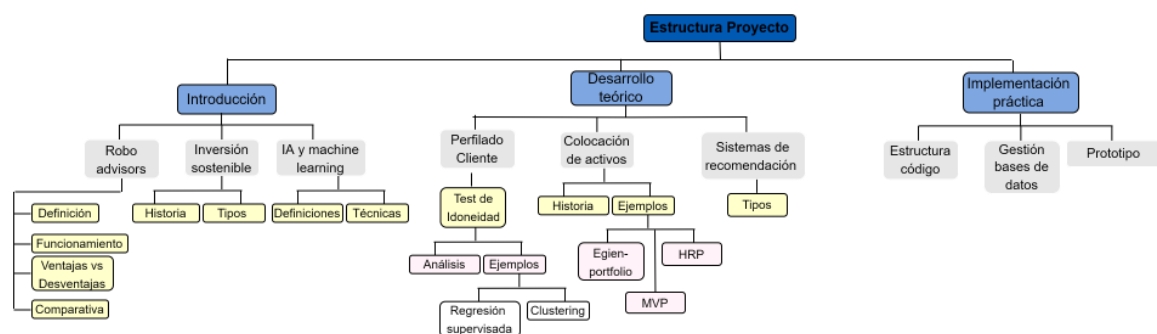 Estructura Proyecto
Introducción
Desarrollo
teórico
Implementación
práctica
Robo
advisors
Inversión
sostenible
IA y machine
learning
Perfilado
Cliente
Colocación
de activos
Sistemas de
recomendación
Estructura
código
Gestión
bases de
datos
Prototipo
Definición
Funcionamiento
Ventajas vs
Desventajas
Comparativa
Historia
Tipos
Definiciones
Técnicas
Test de
Idoneidad
Análisis
Ejemplos
Regresión
supervisada
Clustering
Historia
Ejemplos
Egien-
portfolio
MVP
HRP
Tipos